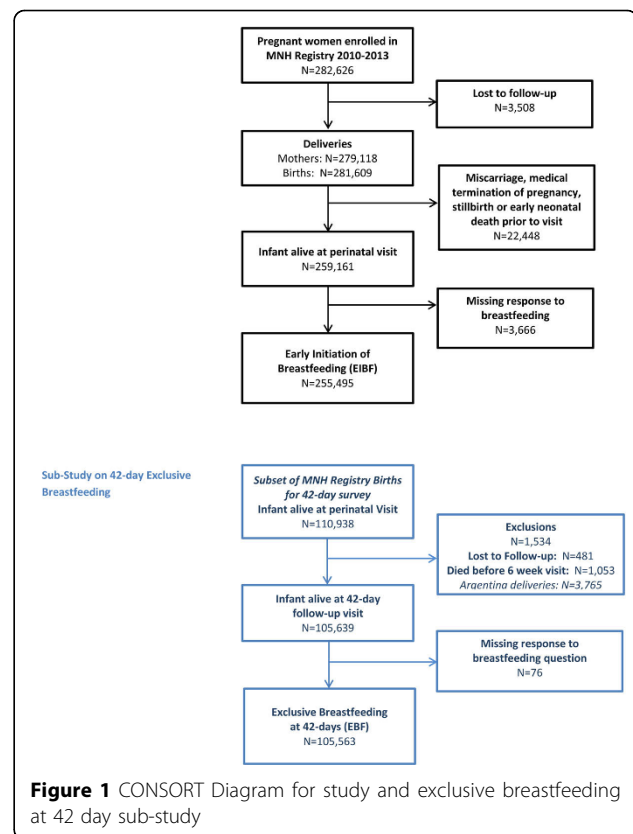 Pregnant women enrolled in
MNH Registry 2010-2013
N=282,626
Lost to follow-up
N=3,508
Deliveries
Mothers: N=279,118
Births: N=281,609
Miscarriage, medical
termination of pregnancy,
stillbirth or early neonatal
death prior to visit
N=22,448
Infant alive at perinatal visit
N=259,161
Missing response to
breastfeeding
N=3,666
Early Initiation of
Breastfeeding (EIBF)
N=255,495
Sub-Study on 42-day Exclusive
Breastfeeding
Subset of MNH Registry Births
for 42-day survey
Infant alive at perinatal Visit
N=110,938
Exclusions
N=1,534
Lost to Follow-up: N=481
Died before 6 week visit: N=1,053
Argentina deliveries: N=3,765
Infant alive at 42-day
follow-up visit
N=105,639
Missing response to
breastfeeding question
N=76
Exclusive Breastfeeding
at 42-days (EBF)
N=105,563
Figure 1 CONSORT Diagram for study and exclusive breastfeeding
at 42 day sub-study